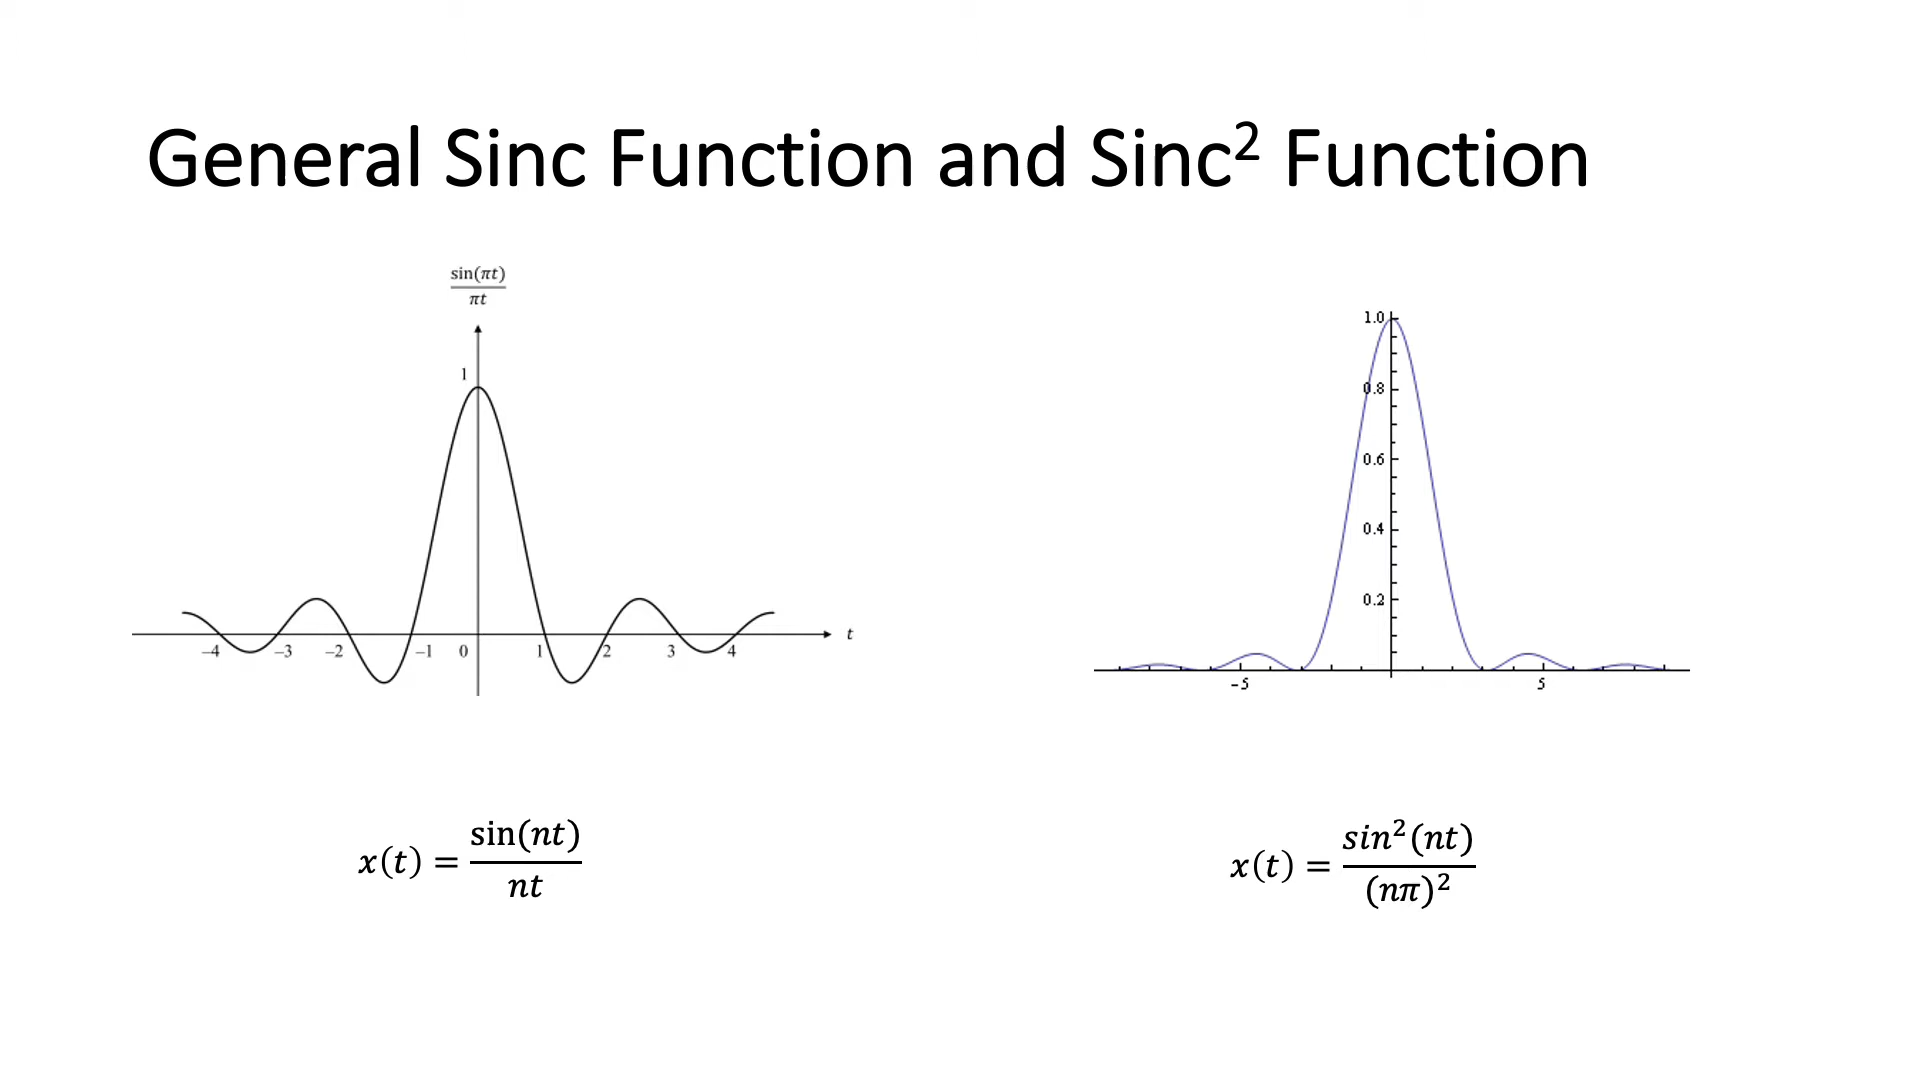 General Sinc Function and Sinc² Function
sin(πt)
πt
1
t
–4 –3 –2 –1 0 1 2 3 4
1.0
0.8
0.6
0.4
0.2
-5 5
x(t) = sin(nt) / nt
x(t) = sin²(nt) / (nπ)²